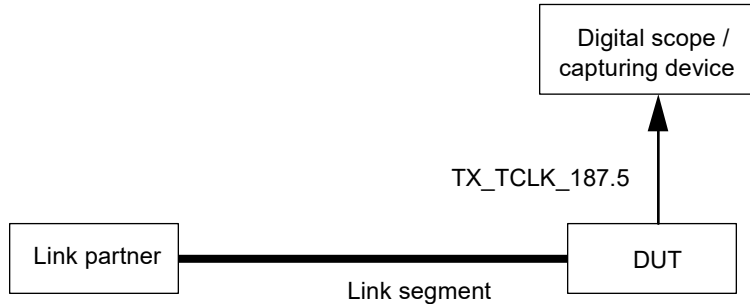 Digital scope /
capturing device
TX_TCLK_187.5
Link partner
DUT
Link segment